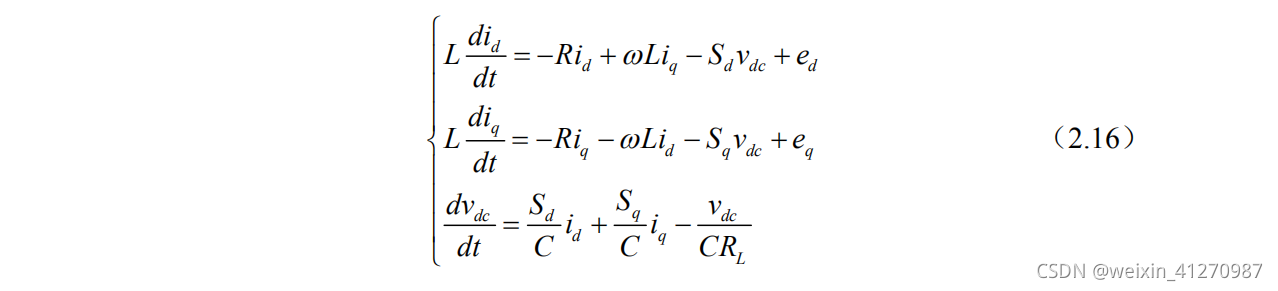 L di_d/dt = −Ri_d + ωLi_q − S_d v_dc + e_d
L di_q/dt = −Ri_q − ωLi_d − S_q v_dc + e_q （2.16）
dv_dc/dt = S_d/C i_d + S_q/C i_q − v_dc/CR_L
CSDN @weixin_41270987